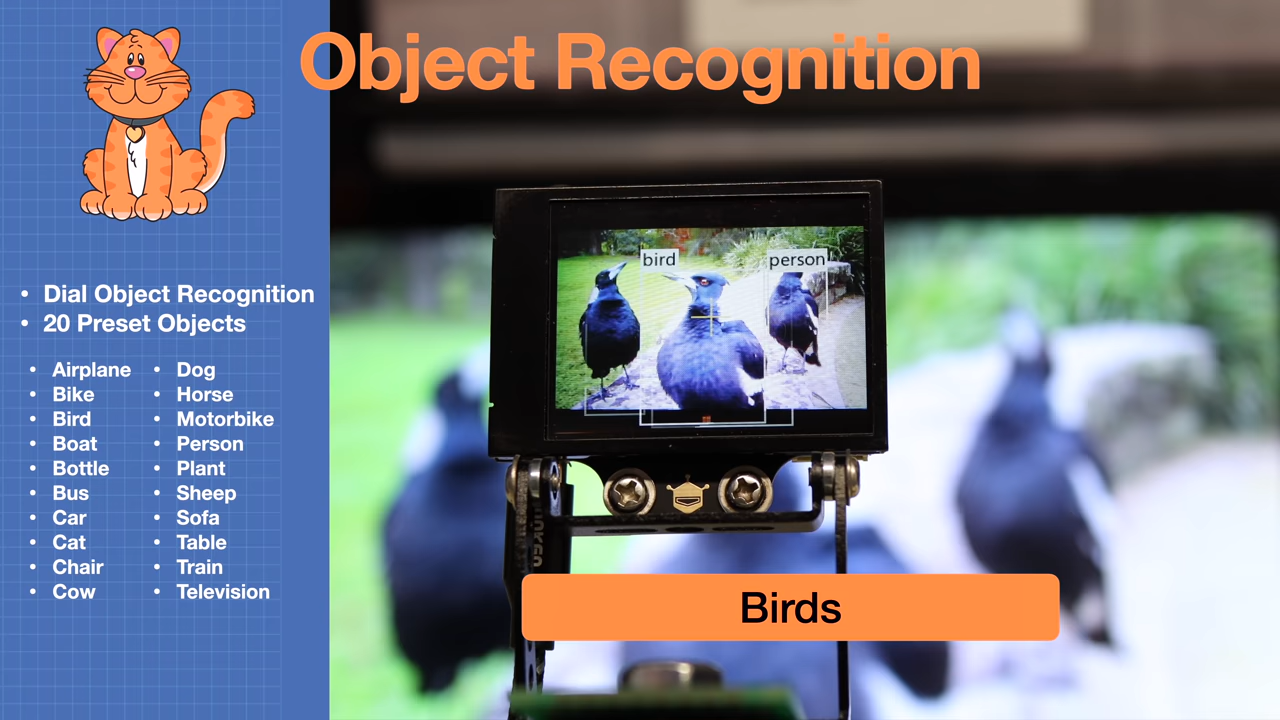 Object Recognition
• Dial Object Recognition
• 20 Preset Objects
• Airplane
• Bike
• Bird
• Boat
• Bottle
• Bus
• Car
• Cat
• Chair
• Cow
• Dog
• Horse
• Motorbike
• Person
• Plant
• Sheep
• Sofa
• Table
• Train
• Television
bird
person
Birds